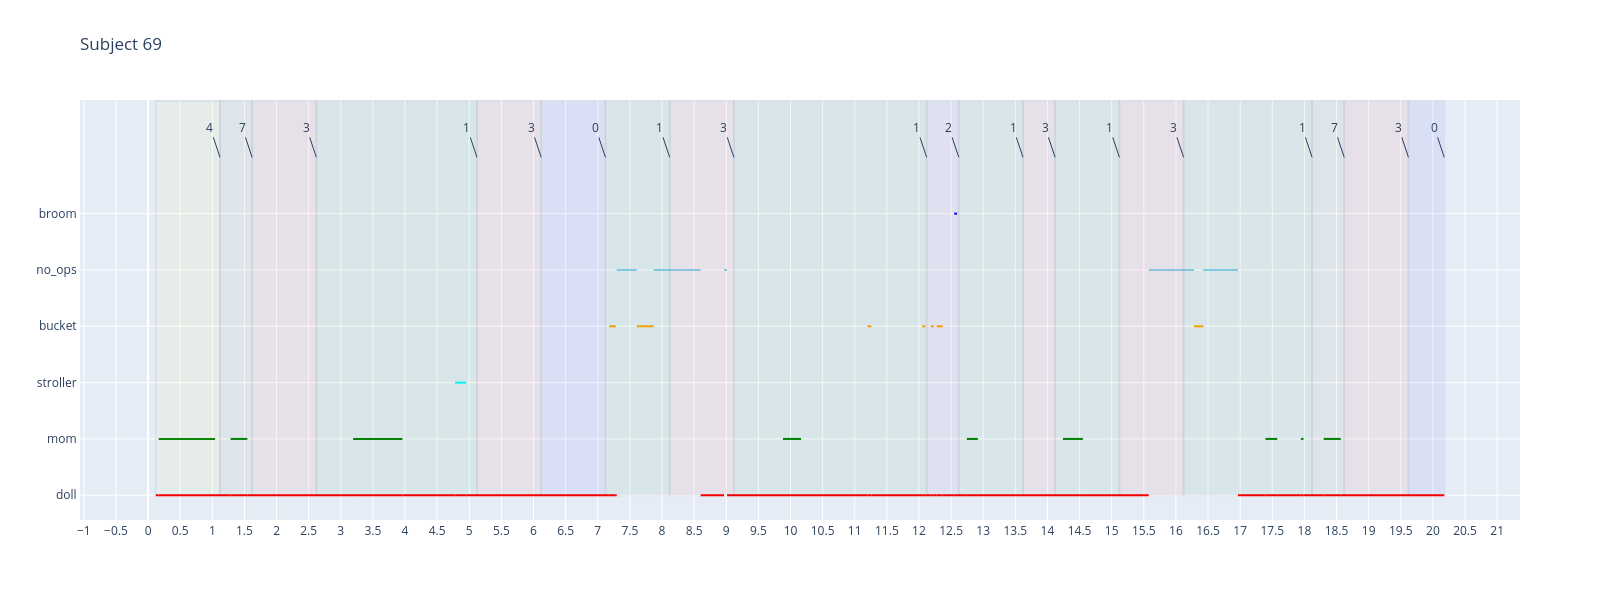 Subject 69
4 7 3 1 3 0 1 3 1 2 1 3 1 3 1 7 3 0
broom
no_ops
bucket
stroller
mom
doll
−1 −0.5 0 0.5 1 1.5 2 2.5 3 3.5 4 4.5 5 5.5 6 6.5 7 7.5 8 8.5 9 9.5 10 10.5 11 11.5 12 12.5 13 13.5 14 14.5 15 15.5 16 16.5 17 17.5 18 18.5 19 19.5 20 20.5 21